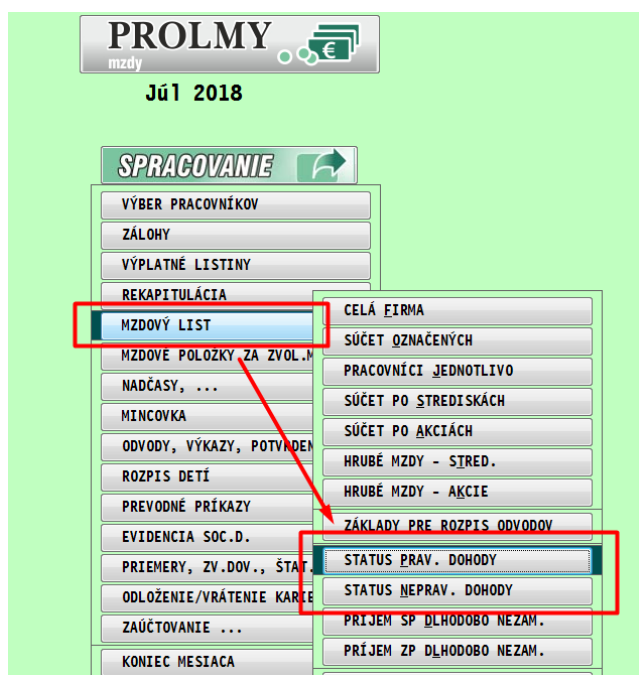 PROLMY
mzdy
Júl 2018
SPRACOVANIE
VÝBER PRACOVNÍKOV
ZÁLOHY
VÝPLATNÉ LISTINY
REKAPITULÁCIA
MZDOVÝ LIST
MZDOVÉ POLOŽKY ZA ZVOL.M
NADČASY, ...
MINCOVKA
ODVODY, VÝKAZY, POTVRDEN
ROZPIS DETÍ
PREVODNÉ PRÍKAZY
EVIDENCIA SOC.D.
PRIEMERY, ZV.DOV., ŠTAT.
ODLOŽENIE/VRÁTENIE KARIE
ZAÚČTOVANIE ...
KONIEC MESIACA
CELÁ FIRMA
SÚČET OZNAČENÝCH
PRACOVNÍCI JEDNOTLIVO
SÚČET PO STREDISKÁCH
SÚČET PO AKCIÁCH
HRUBÉ MZDY - STRED.
HRUBÉ MZDY - AKCIE
ZÁKLADY PRE ROZPIS ODVODOV
STATUS PRAV. DOHODY
STATUS NEPRAV. DOHODY
PRÍJEM SP DLHODOBO NEZAM.
PRÍJEM ZP DLHODOBO NEZAM.